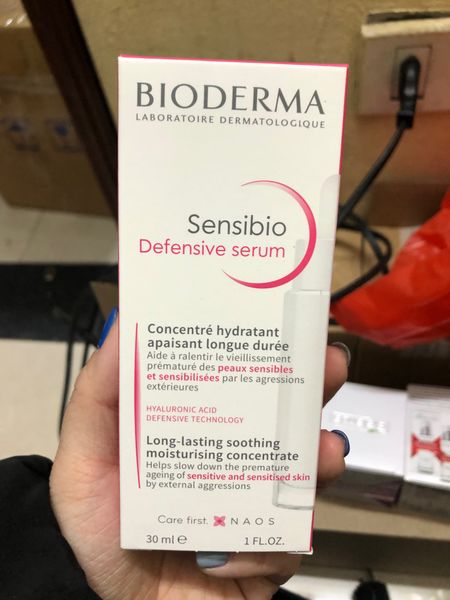 BIODERMA
LABORATOIRE DERMATOLOGIQUE
Sensibio
Defensive serum
Concentré hydratant
apaisant longue durée
Aide à ralentir le vieillissement
prématuré des peaux sensibles
et sensibilisées par les agressions
extérieures
HYALURONIC ACID
DEFENSIVE TECHNOLOGY
Long-lasting soothing
moisturising concentrate
Helps slow down the premature
ageing of sensitive and sensitised skin
by external aggressions
Care first. NAOS
30 ml ℮ 1 FL.OZ.